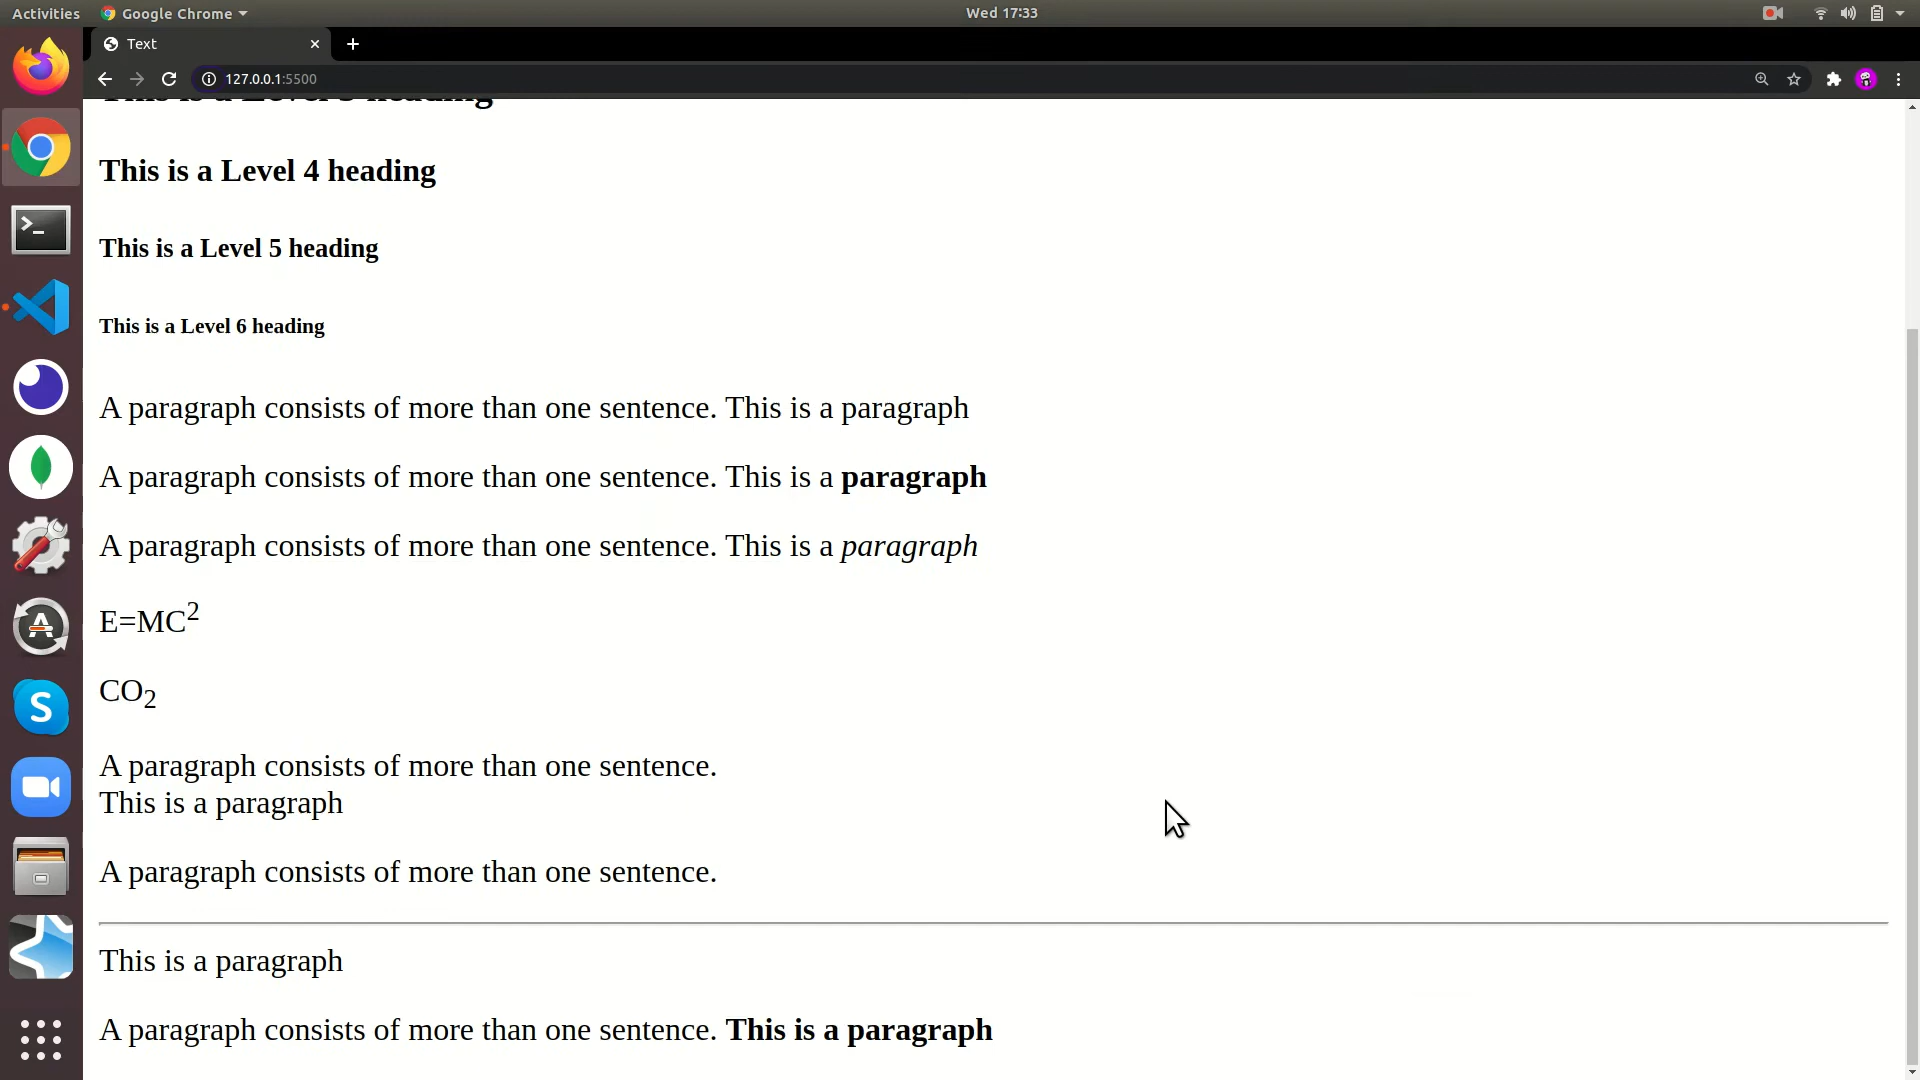 Activities Google Chrome Wed 17:33
Text
127.0.0.1:5500
This is a Level 4 heading
This is a Level 5 heading
This is a Level 6 heading
A paragraph consists of more than one sentence. This is a paragraph
A paragraph consists of more than one sentence. This is a paragraph
A paragraph consists of more than one sentence. This is a paragraph
E=MC²
CO₂
A paragraph consists of more than one sentence.
This is a paragraph
A paragraph consists of more than one sentence.
This is a paragraph
A paragraph consists of more than one sentence. This is a paragraph